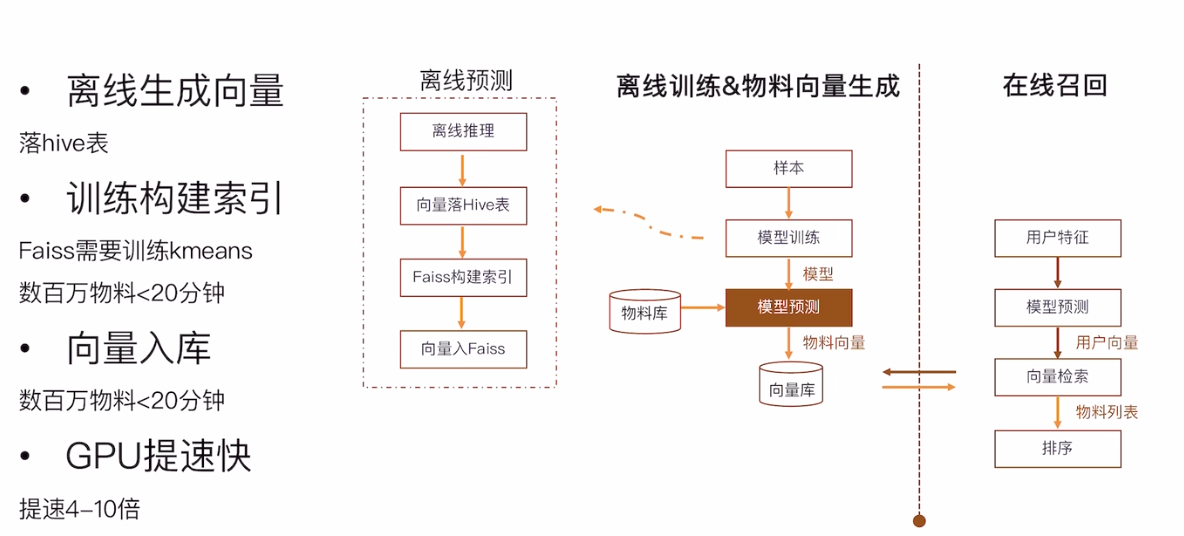 • 离线生成向量
落hive表
• 训练构建索引
Faiss需要训练kmeans
数百万物料<20分钟
• 向量入库
数百万物料<20分钟
• GPU提速快
提速4-10倍
离线预测
离线推理
向量落Hive表
Faiss构建索引
向量入Faiss
离线训练&物料向量生成
样本
模型训练
模型
物料库
模型预测
物料向量
向量库
在线召回
用户特征
模型预测
用户向量
向量检索
物料列表
排序